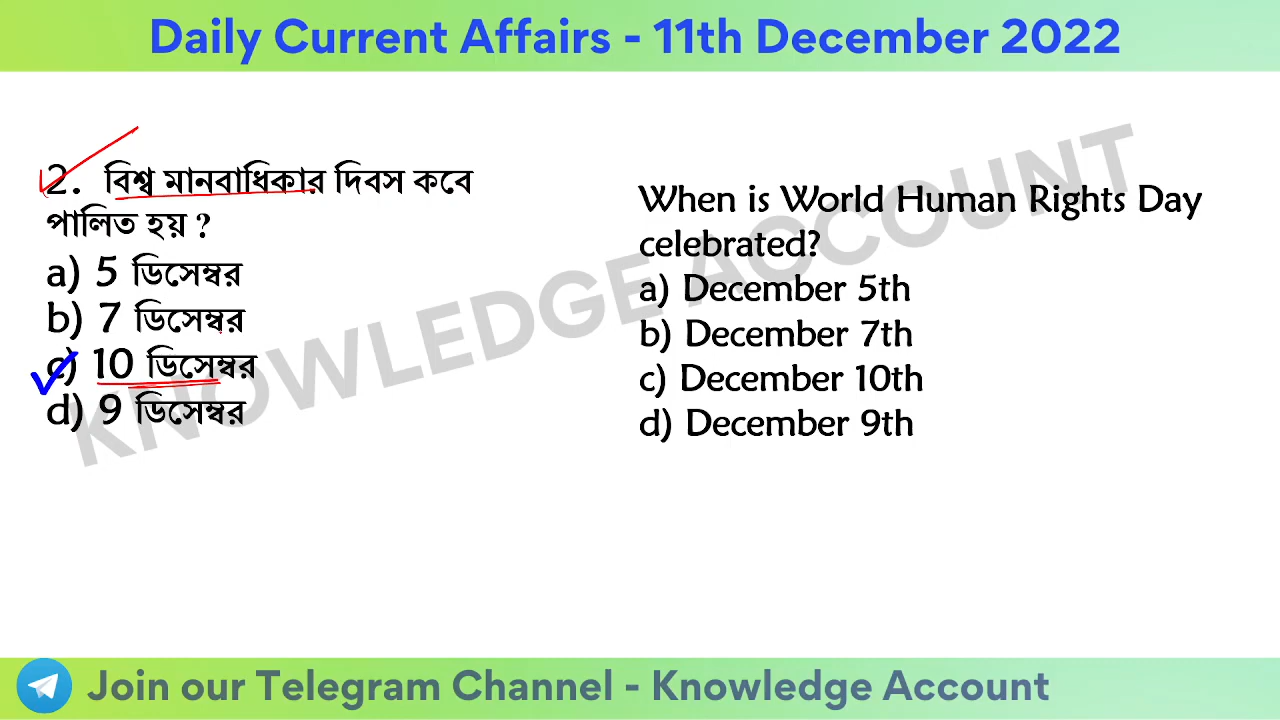 Daily Current Affairs - 11th December 2022
2. বিশ্ব মানবাধিকার দিবস কবে
পালিত হয় ?
a) 5 ডিসেম্বর
b) 7 ডিসেম্বর
c) 10 ডিসেম্বর
d) 9 ডিসেম্বর
When is World Human Rights Day
celebrated?
a) December 5th
b) December 7th
c) December 10th
d) December 9th
KNOWLEDGE ACCOUNT
Join our Telegram Channel - Knowledge Account